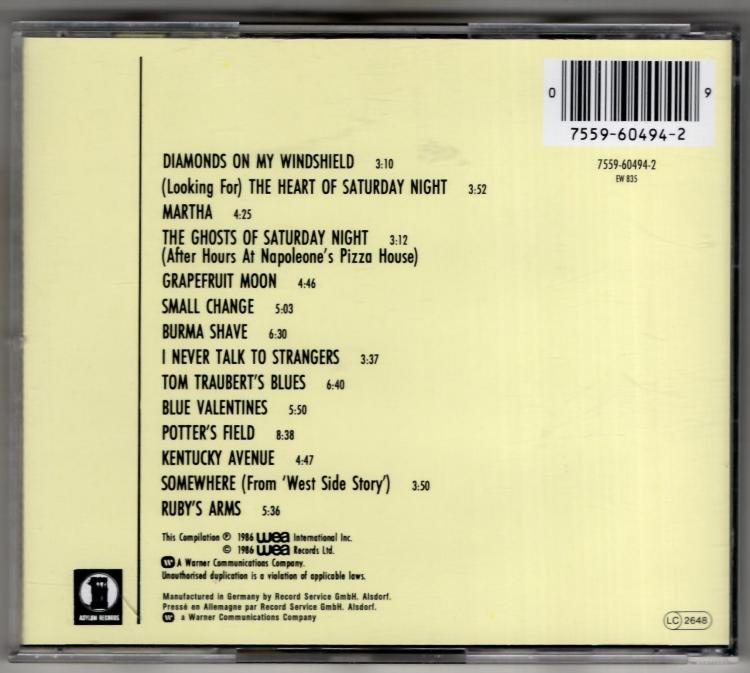 0 9
7559-60494-2
7559-60494-2
EW 835
DIAMONDS ON MY WINDSHIELD 3:10
(Looking For) THE HEART OF SATURDAY NIGHT 3:52
MARTHA 4:25
THE GHOSTS OF SATURDAY NIGHT 3:12
(After Hours At Napoleone's Pizza House)
GRAPEFRUIT MOON 4:46
SMALL CHANGE 5:03
BURMA SHAVE 6:30
I NEVER TALK TO STRANGERS 3:37
TOM TRAUBERT'S BLUES 6:40
BLUE VALENTINES 5:50
POTTER'S FIELD 8:38
KENTUCKY AVENUE 4:47
SOMEWHERE (From 'West Side Story') 3:50
RUBY'S ARMS 5:36
This Compilation ℗ 1986 wea International Inc.
© 1986 wea Records Ltd.
A Warner Communications Company.
Unauthorised duplication is a violation of applicable laws.
Manufactured in Germany by Record Service GmbH. Alsdorf.
Pressé en Allemagne par Record Service GmbH. Alsdorf.
a Warner Communications Company
ASYLUM RECORDS
LC 2648